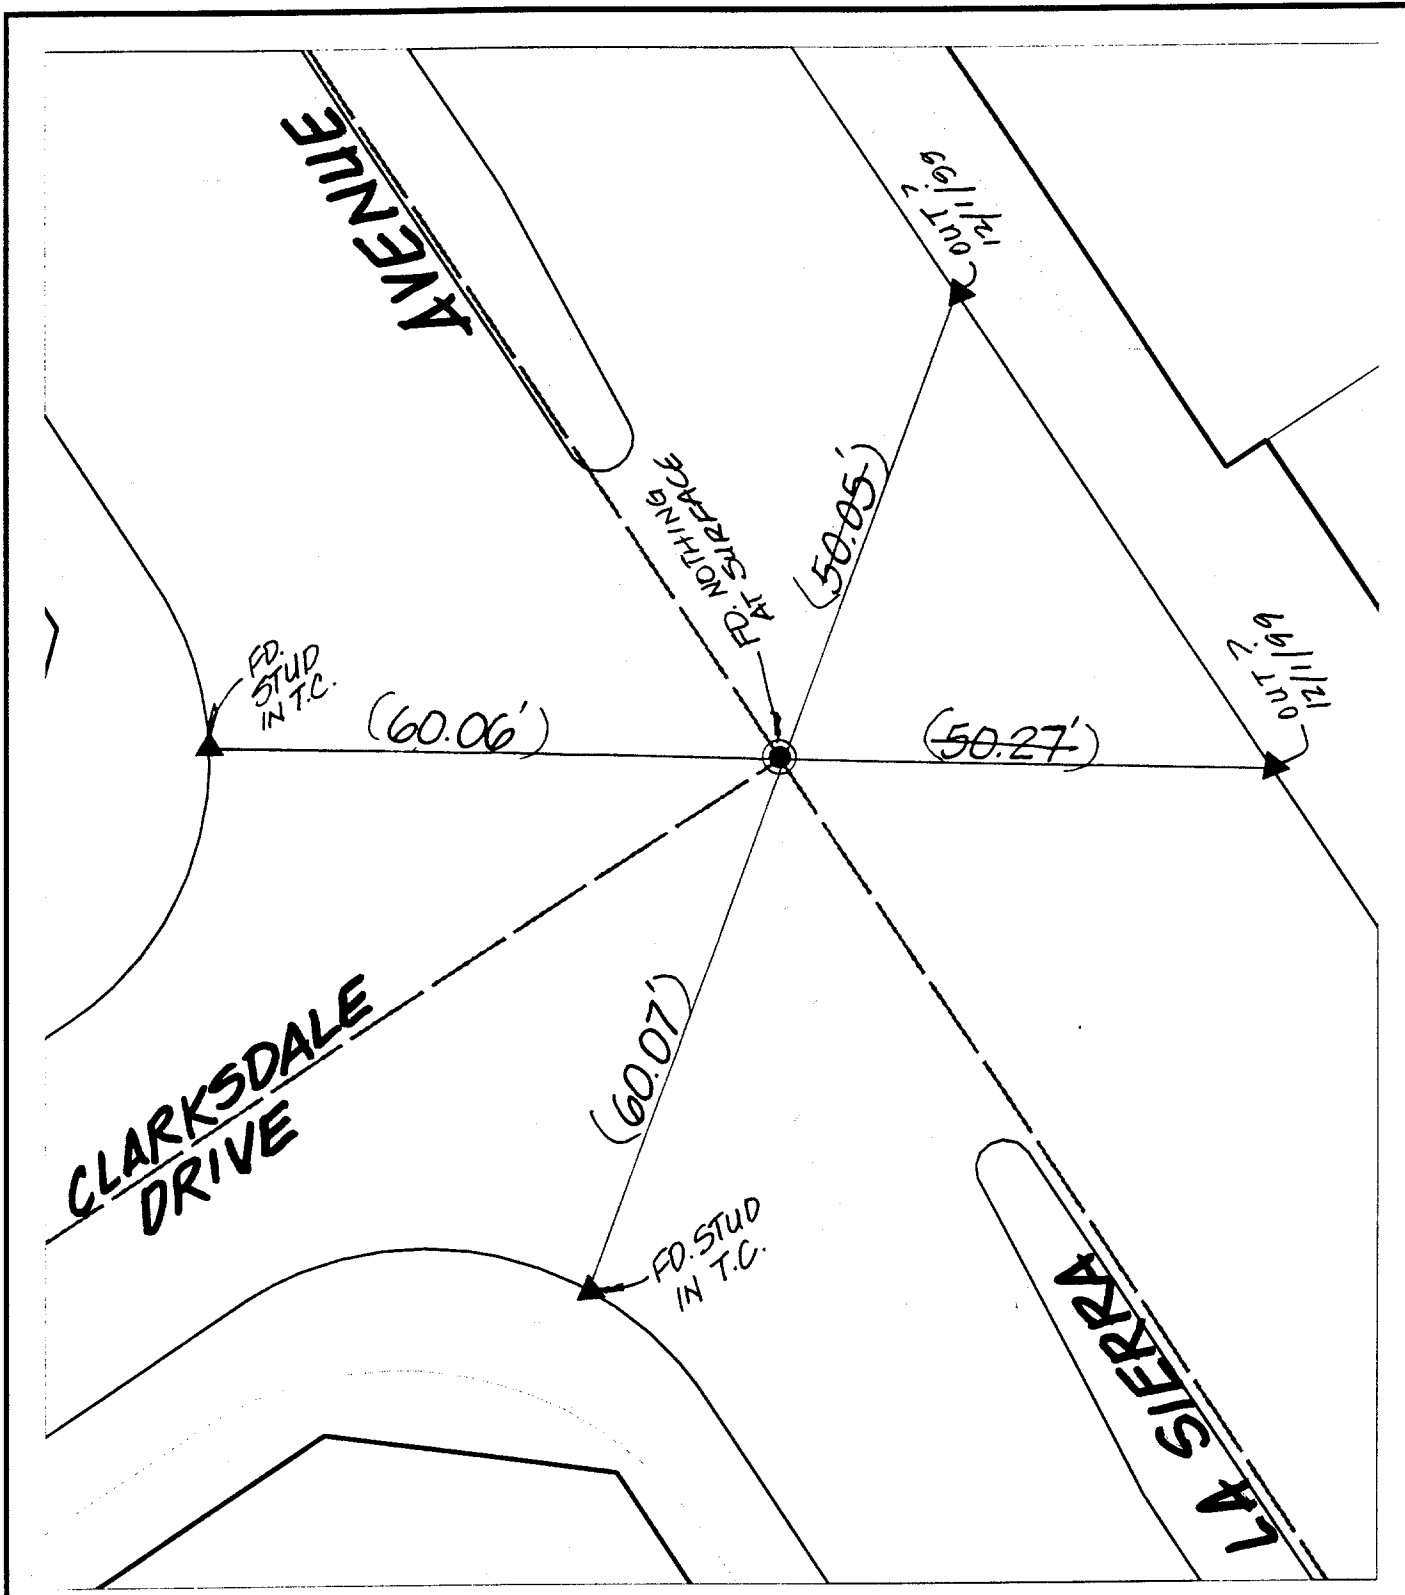 AVENUE
OUT ?
12/1/99
FD. NOTHING
AT SURFACE
(50.05')
FD.
STUD
IN T.C.
(60.06')
(50.27')
OUT ?
12/1/99
CLARKSDALE
DRIVE
(60.07')
FD. STUD
IN T.C.
LA SIERRA